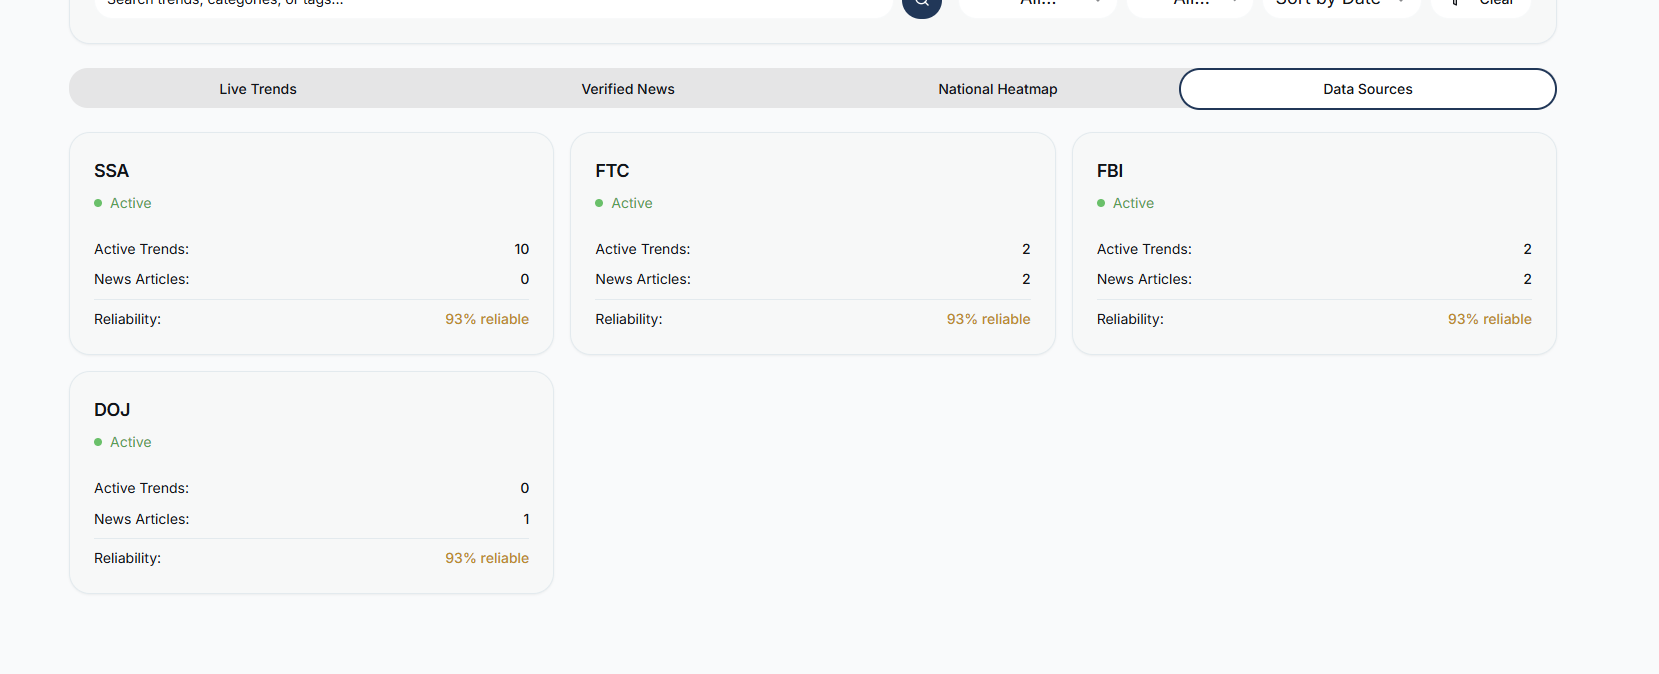 Search trends, categories, or tags...
All...
All...
Sort by Date
Clear
Live Trends
Verified News
National Heatmap
Data Sources
SSA
Active
Active Trends: 10
News Articles: 0
Reliability: 93% reliable
FTC
Active
Active Trends: 2
News Articles: 2
Reliability: 93% reliable
FBI
Active
Active Trends: 2
News Articles: 2
Reliability: 93% reliable
DOJ
Active
Active Trends: 0
News Articles: 1
Reliability: 93% reliable